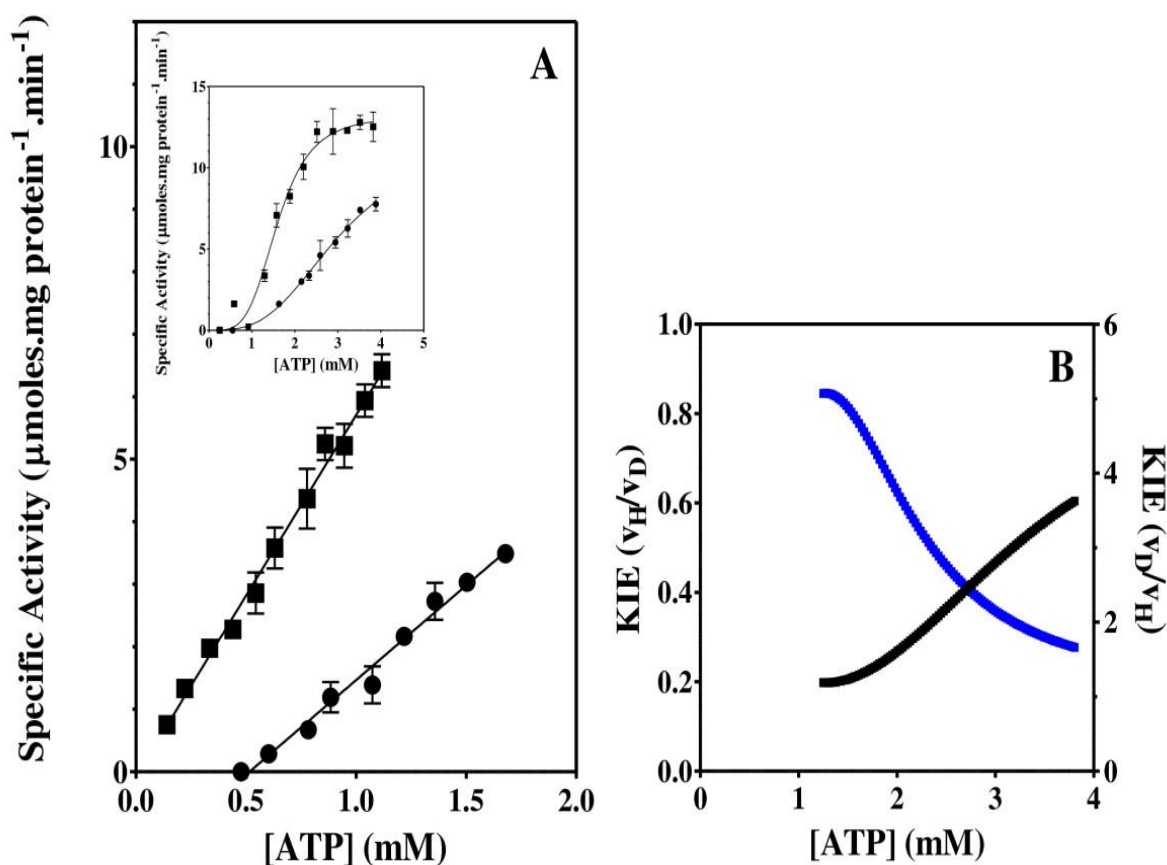 A
Specific Activity (μmoles.mg protein⁻¹.min⁻¹)
10
5
0
0.0 0.5 1.0 1.5 2.0
[ATP] (mM)
Specific Activity (μmoles.mg protein⁻¹.min⁻¹)
15
10
5
0
0 1 2 3 4 5
[ATP] (mM)
B
KIE (vH/vD)
1.0
0.8
0.6
0.4
0.2
0.0
0 1 2 3 4
[ATP] (mM)
6
4
2
0
KIE (vD/vH)